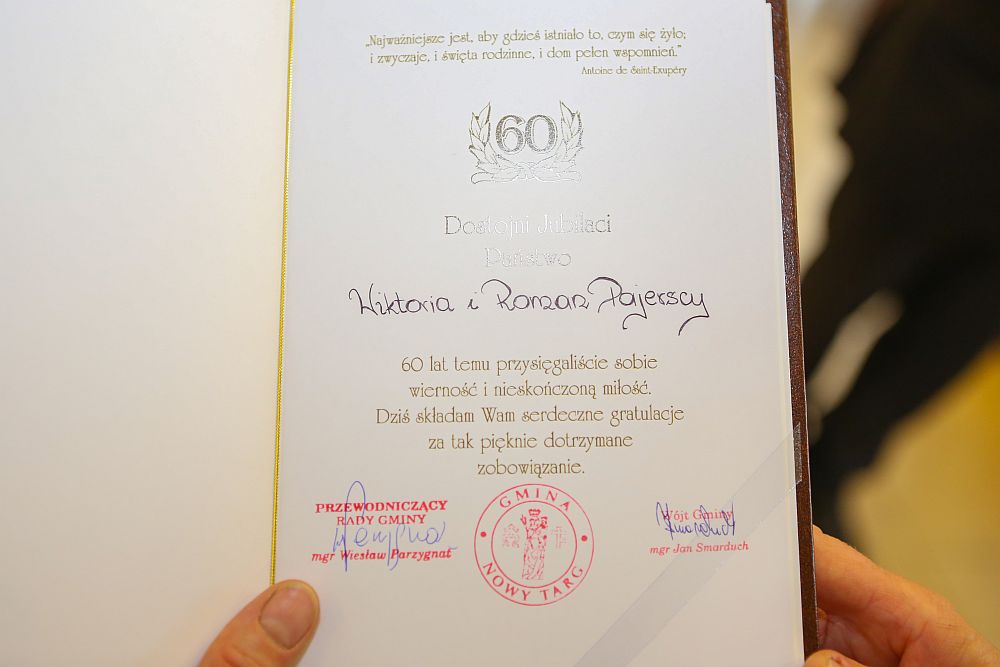 „Najważniejsze jest, aby gdzieś istniało to, czym się żyło;
i zwyczaje, i święta rodzinne, i dom pełen wspomnień."
Antoine de Saint-Exupéry
60
Dostojni Jubilaci
Państwo
Wiktoria i Roman Pajerscy
60 lat temu przysięgaliście sobie
wierność i nieskończoną miłość.
Dziś składam Wam serdeczne gratulacje
za tak pięknie dotrzymane
zobowiązanie.
PRZEWODNICZĄCY
RADY GMINY
mgr Wiesław Parzygnat
GMINA
NOWY TARG
Wójt Gminy
mgr Jan Smarduch